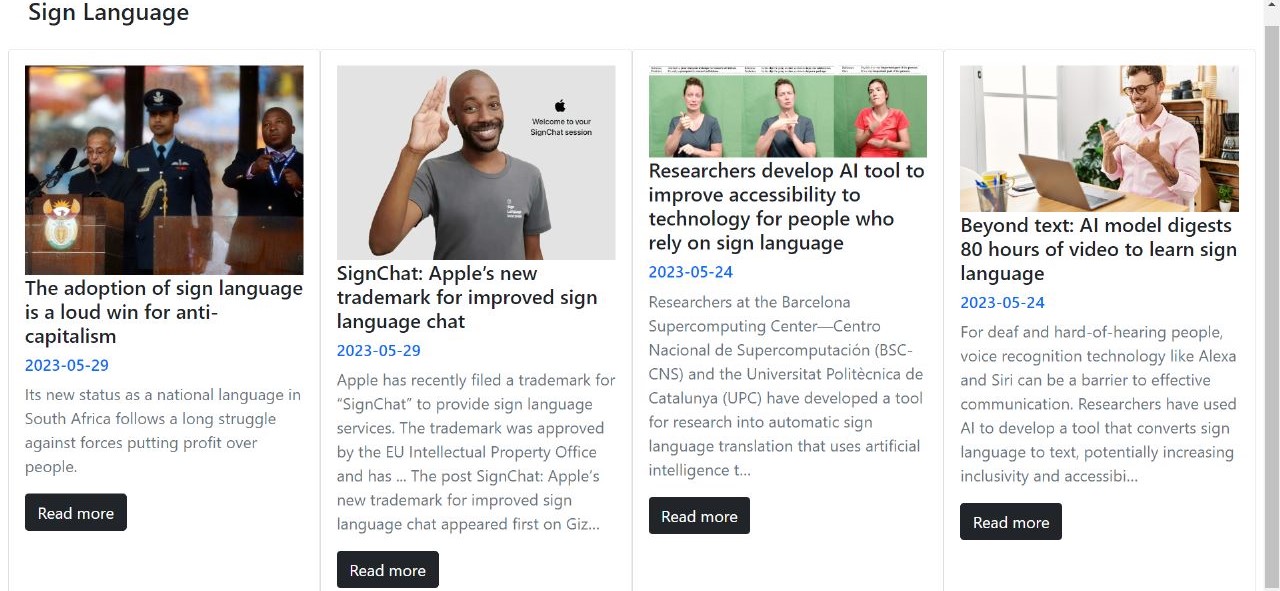 Sign Language
The adoption of sign language
is a loud win for anti-
capitalism
2023-05-29
Its new status as a national language in
South Africa follows a long struggle
against forces putting profit over
people.
Read more
Welcome to your
SignChat session
SignChat: Apple’s new
trademark for improved sign
language chat
2023-05-29
Apple has recently filed a trademark for
“SignChat” to provide sign language
services. The trademark was approved
by the EU Intellectual Property Office
and has ... The post SignChat: Apple’s
new trademark for improved sign
language chat appeared first on Giz...
Read more
Researchers develop AI tool to
improve accessibility to
technology for people who
rely on sign language
2023-05-24
Researchers at the Barcelona
Supercomputing Center—Centro
Nacional de Supercomputación (BSC-
CNS) and the Universitat Politècnica de
Catalunya (UPC) have developed a tool
for research into automatic sign
language translation that uses artificial
intelligence t...
Read more
Beyond text: AI model digests
80 hours of video to learn sign
language
2023-05-24
For deaf and hard-of-hearing people,
voice recognition technology like Alexa
and Siri can be a barrier to effective
communication. Researchers have used
AI to develop a tool that converts sign
language to text, potentially increasing
inclusivity and accessibi...
Read more